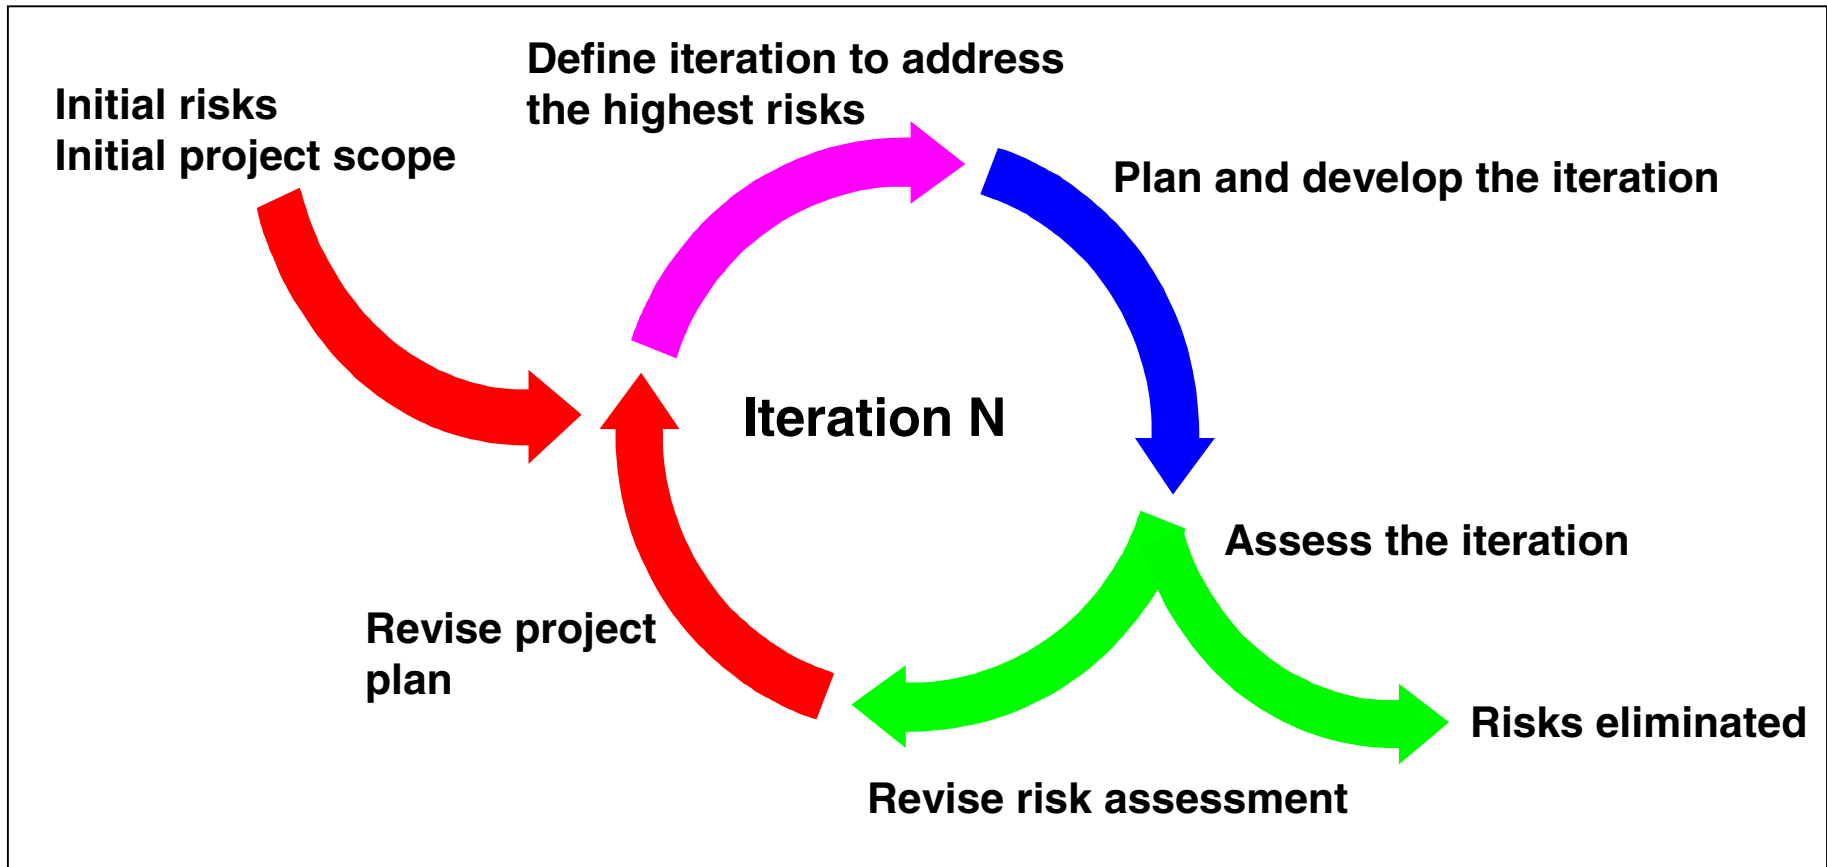 Initial risks
Initial project scope
Define iteration to address
the highest risks
Plan and develop the iteration
Iteration N
Assess the iteration
Revise project
plan
Risks eliminated
Revise risk assessment